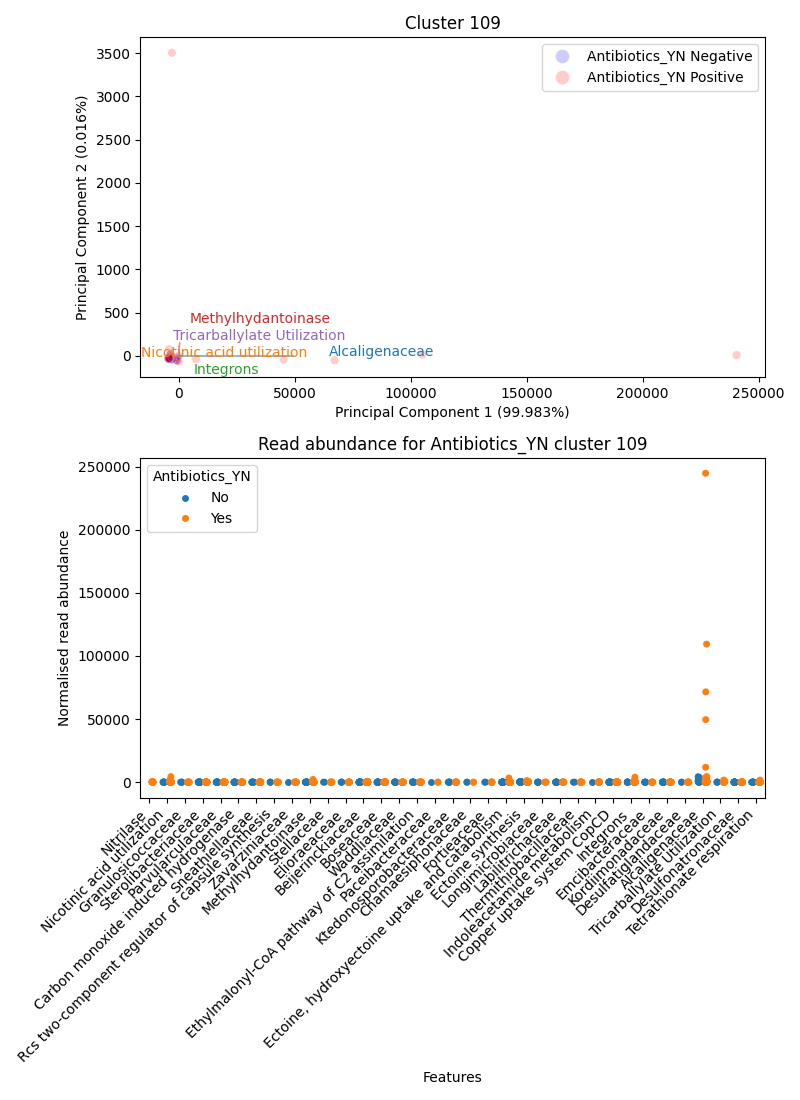 Cluster 109
Principal Component 2 (0.016%)
3500
3000
2500
2000
1500
1000
500
0
Antibiotics_YN Negative
Antibiotics_YN Positive
Methylhydantoinase
Tricarballylate Utilization
Nicotinic acid utilization
Alcaligenaceae
Integrons
0
50000
100000
150000
200000
250000
Principal Component 1 (99.983%)
Read abundance for Antibiotics_YN cluster 109
Normalised read abundance
250000
200000
150000
100000
50000
0
Antibiotics_YN
No
Yes
Nitrilase
Nicotinic acid utilization
Granulosicoccaceae
Sterolibacteriaceae
Parvularculaceae
Carbon monoxide induced hydrogenase
Sneathiellaceae
Rcs two-component regulator of capsule synthesis
Zavarziniaceae
Methylhydantoinase
Stellaceae
Elioraeaceae
Beijerinckiaceae
Boseaceae
Waddliaceae
Ethylmalonyl-CoA pathway of C2 assimilation
Paceibacteraceae
Ktedonosporobacteraceae
Chamaesiphonaceae
Fortieaceae
Ectoine, hydroxyectoine uptake and catabolism
Ectoine synthesis
Longimicrobiaceae
Labilitrichaceae
Thermithiobacillaceae
Indoleacetamide metabolism
Copper uptake system CopCD
Integrons
Emcibacteraceae
Kordiimonadaceae
Desulfatiglandaceae
Alcaligenaceae
Tricarballylate Utilization
Desulfonatronaceae
Tetrathionate respiration
Features